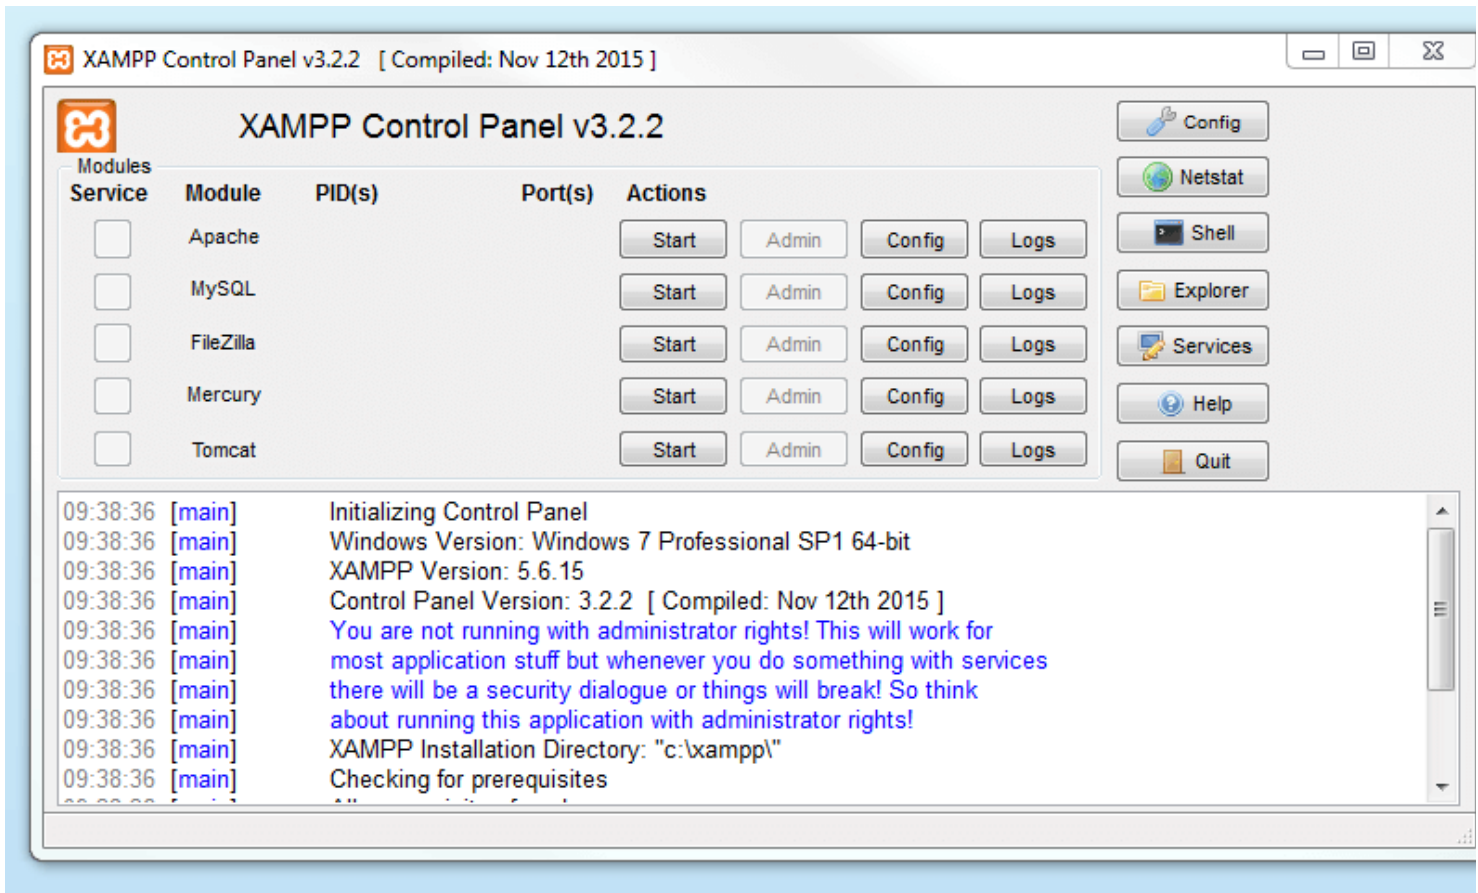 XAMPP Control Panel v3.2.2 [ Compiled: Nov 12th 2015 ]
XAMPP Control Panel v3.2.2
Config
Modules
Service Module PID(s) Port(s) Actions
Netstat
Apache Start Admin Config Logs
Shell
MySQL Start Admin Config Logs
Explorer
FileZilla Start Admin Config Logs
Services
Mercury Start Admin Config Logs
Help
Tomcat Start Admin Config Logs
Quit
09:38:36 [main] Initializing Control Panel
09:38:36 [main] Windows Version: Windows 7 Professional SP1 64-bit
09:38:36 [main] XAMPP Version: 5.6.15
09:38:36 [main] Control Panel Version: 3.2.2 [ Compiled: Nov 12th 2015 ]
09:38:36 [main] You are not running with administrator rights! This will work for
09:38:36 [main] most application stuff but whenever you do something with services
09:38:36 [main] there will be a security dialogue or things will break! So think
09:38:36 [main] about running this application with administrator rights!
09:38:36 [main] XAMPP Installation Directory: "c:\xampp\"
09:38:36 [main] Checking for prerequisites